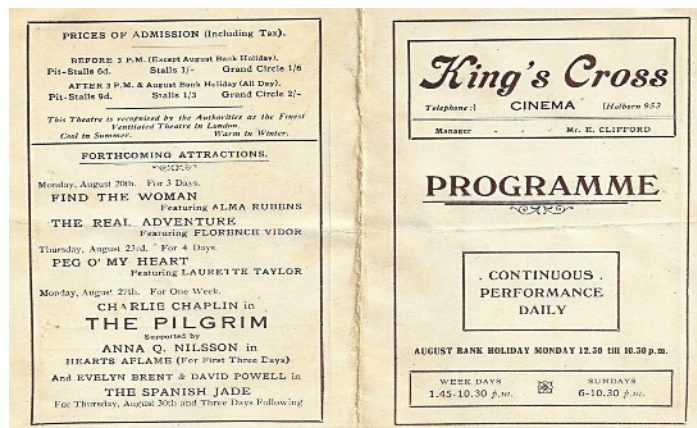 PRICES OF ADMISSION (Including Tax).
BEFORE 3 P.M. (Except August Bank Holiday).
Pit-Stalls 6d. Stalls 1/- Grand Circle 1/6
AFTER 3 P.M. & August Bank Holiday (All Day).
Pit-Stalls 9d. Stalls 1/3 Grand Circle 2/-
This Theatre is recognised by the Authorities as the Finest
Ventilated Theatre in London.
Cool in Summer. Warm in Winter.
FORTHCOMING ATTRACTIONS.
Monday, August 20th. For 3 Days.
FIND THE WOMAN
Featuring ALMA RUBENS
THE REAL ADVENTURE
Featuring FLORENCE VIDOR
Thursday, August 23rd. For 4 Days.
PEG O' MY HEART
Featuring LAURETTE TAYLOR
Monday, August 27th. For One Week.
CHARLIE CHAPLIN in
THE PILGRIM
Supported by
ANNA Q. NILSSON in
HEARTS AFLAME (For First Three Days)
And EVELYN BRENT & DAVID POWELL in
THE SPANISH JADE
For Thursday, August 30th and Three Days Following
King's Cross
Telephone:] CINEMA [Holborn 953
Manager - - Mr. E. CLIFFORD
PROGRAMME
. CONTINUOUS .
PERFORMANCE
DAILY
AUGUST BANK HOLIDAY MONDAY 12.30 till 10.30 p.m.
WEEK DAYS
1.45-10.30 p.m.
SUNDAYS
6-10.30 p.m.